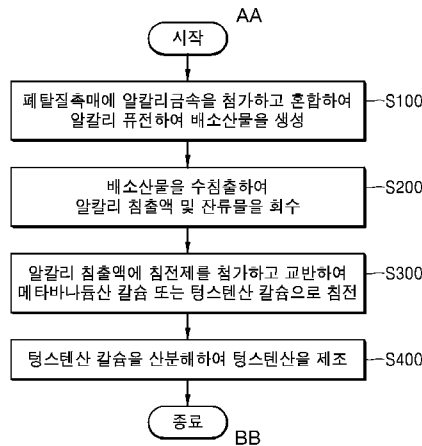 AA
시작
폐탈질촉매에 알칼리금속을 첨가하고 혼합하여
알칼리 퓨전하여 배소산물을 생성
S100
배소산물을 수침출하여
알칼리 침출액 및 잔류물을 회수
S200
알칼리 침출액에 침전제를 첨가하고 교반하여
메타바나듐산 칼슘 또는 텅스텐산 칼슘으로 침전
S300
텅스텐산 칼슘을 산분해하여 텅스텐산을 제조
S400
종료
BB